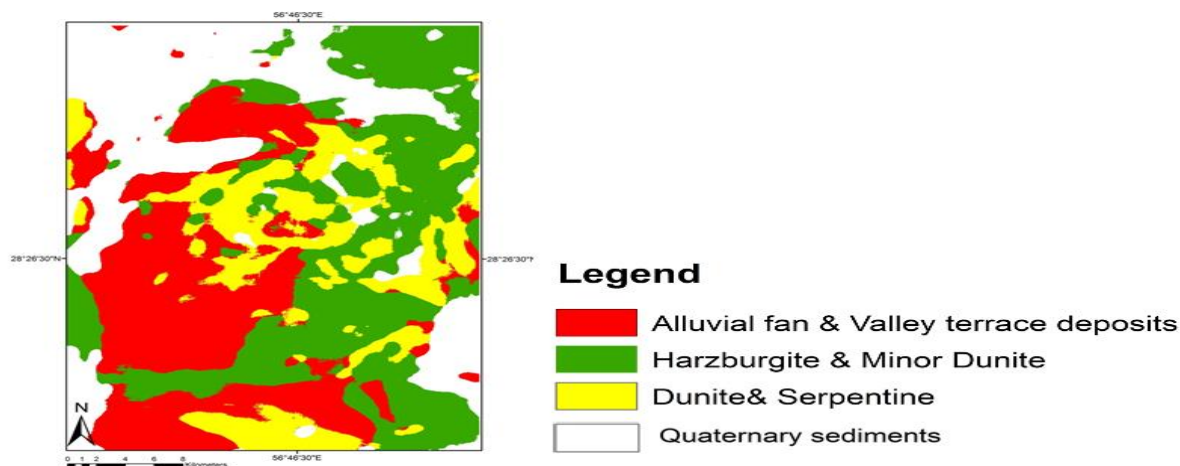 56°46'30"E
28°26'30"N
28°26'30"N
Legend
Alluvial fan & Valley terrace deposits
Harzburgite & Minor Dunite
Dunite& Serpentine
Quaternary sediments
N
0 1 2 4 6 8
Kilometers
56°46'30"E